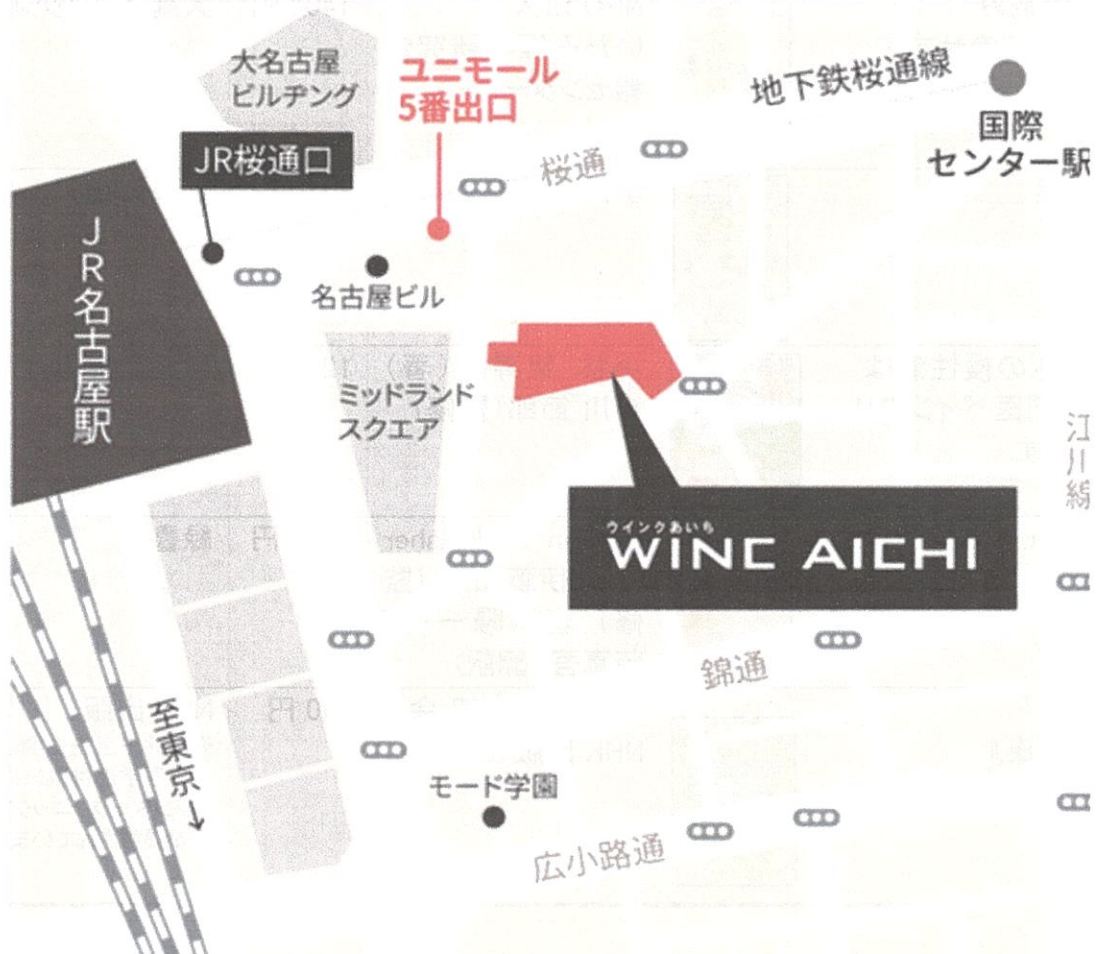 大名古屋
ビルヂング
ユニモール
5番出口
地下鉄桜通線
国際
センター駅
JR桜通口
桜通
JR名古屋駅
名古屋ビル
ミッドランド
スクエア
江川線
ウインクあいち
WINC AICHI
錦通
至東京
モード学園
広小路通